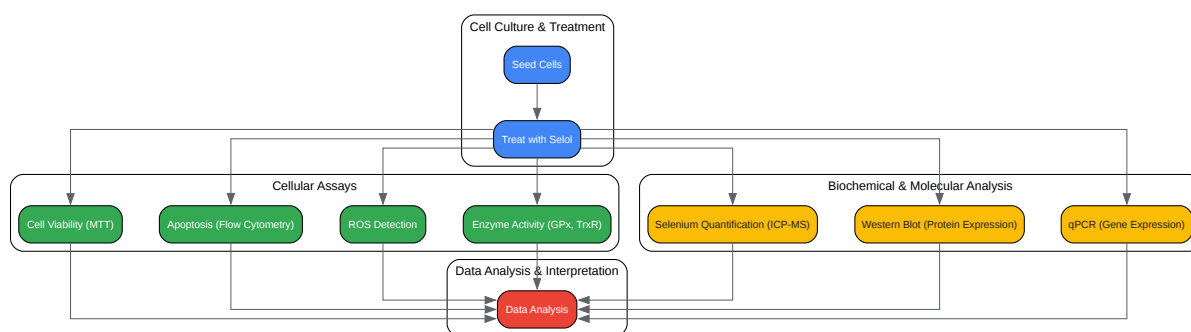 Cell Culture & Treatment
Seed Cells
Treat with Selol
Cellular Assays
Biochemical & Molecular Analysis
Cell Viability (MTT)
Apoptosis (Flow Cytometry)
ROS Detection
Enzyme Activity (GPx, TrxR)
Selenium Quantification (ICP-MS)
Western Blot (Protein Expression)
qPCR (Gene Expression)
Data Analysis & Interpretation
Data Analysis